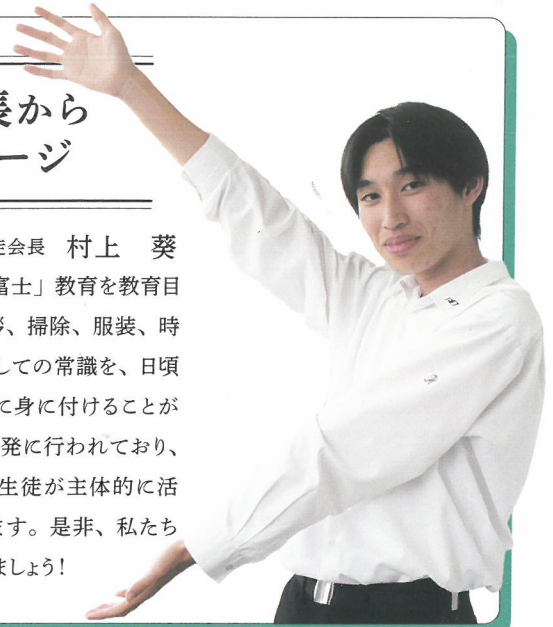 長から
ージ
徒会長 村上 葵
富士」教育を教育目
、掃除、服装、時
しての常識を、日頃
て身に付けることが
発に行われており、
生徒が主体的に活
ます。是非、私たち
ましょう!